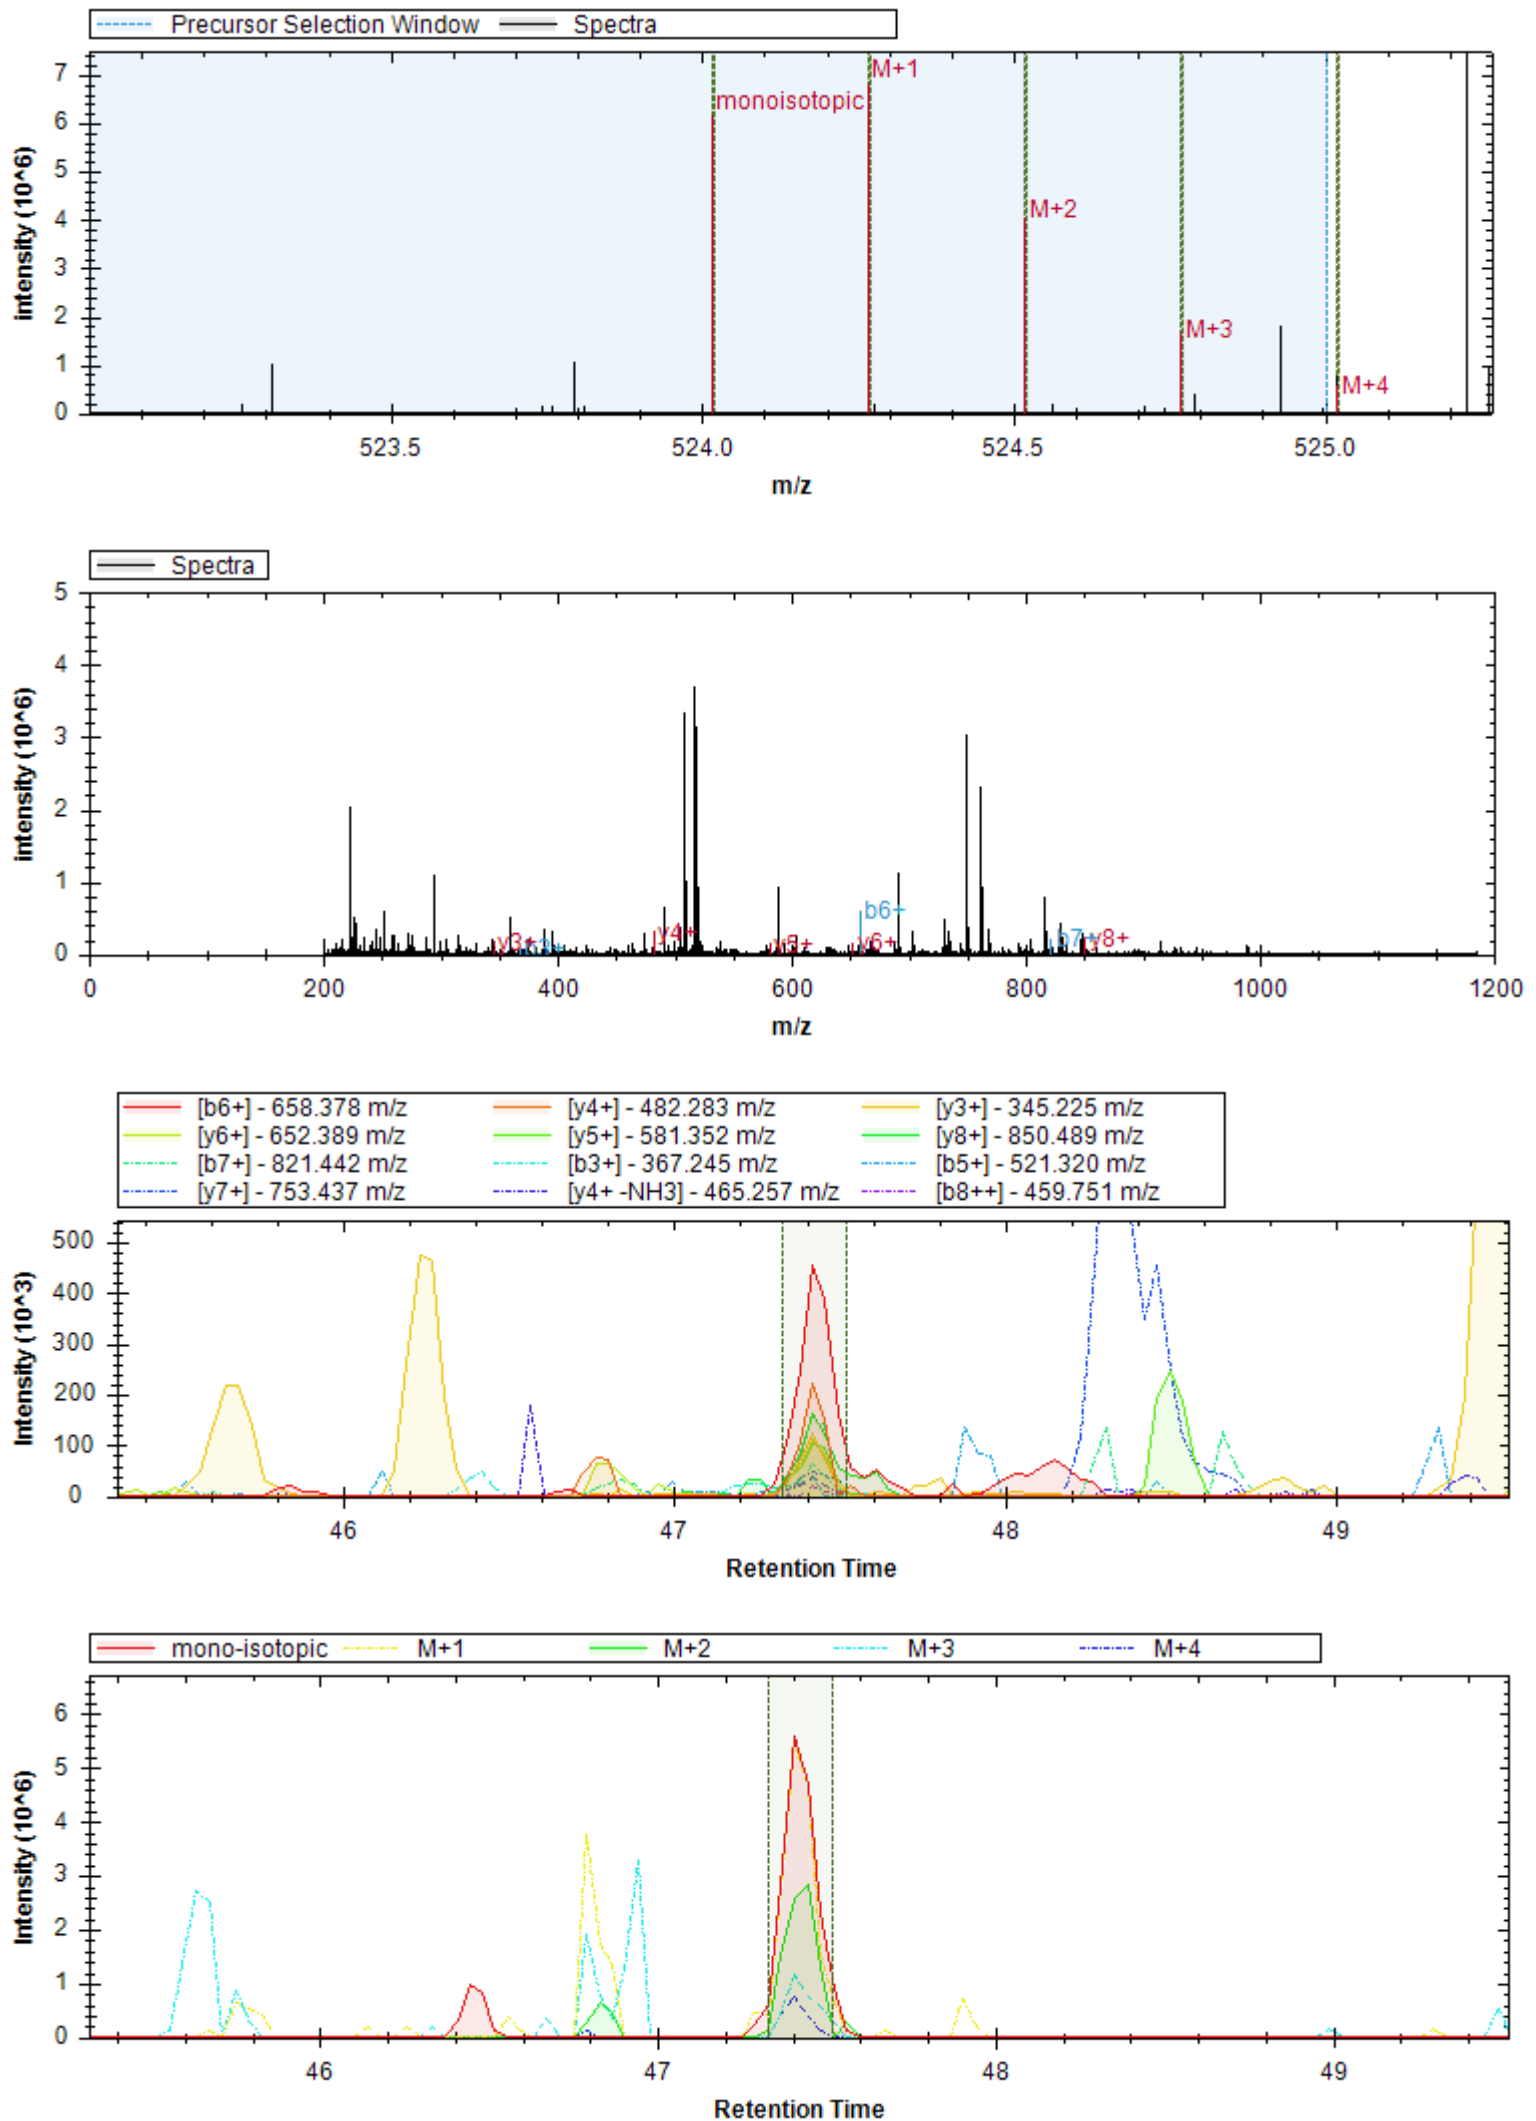 Precursor Selection Window Spectra
intensity (10^6)
7
6
5
4
3
2
1
0
monoisotopic
M+1
M+2
M+3
M+4
523.5 524.0 524.5 525.0
m/z
Spectra
intensity (10^6)
5
4
3
2
1
0
y3+ b3+ y4+ y5+ b6+ y6+ b7+ y8+
0 200 400 600 800 1000 1200
m/z
[b6+] - 658.378 m/z [y4+] - 482.283 m/z [y3+] - 345.225 m/z
[y6+] - 652.389 m/z [y5+] - 581.352 m/z [y8+] - 850.489 m/z
[b7+] - 821.442 m/z [b3+] - 367.245 m/z [b5+] - 521.320 m/z
[y7+] - 753.437 m/z [y4+ -NH3] - 465.257 m/z [b8++] - 459.751 m/z
Intensity (10^3)
500
400
300
200
100
0
46 47 48 49
Retention Time
mono-isotopic M+1 M+2 M+3 M+4
Intensity (10^6)
6
5
4
3
2
1
0
46 47 48 49
Retention Time